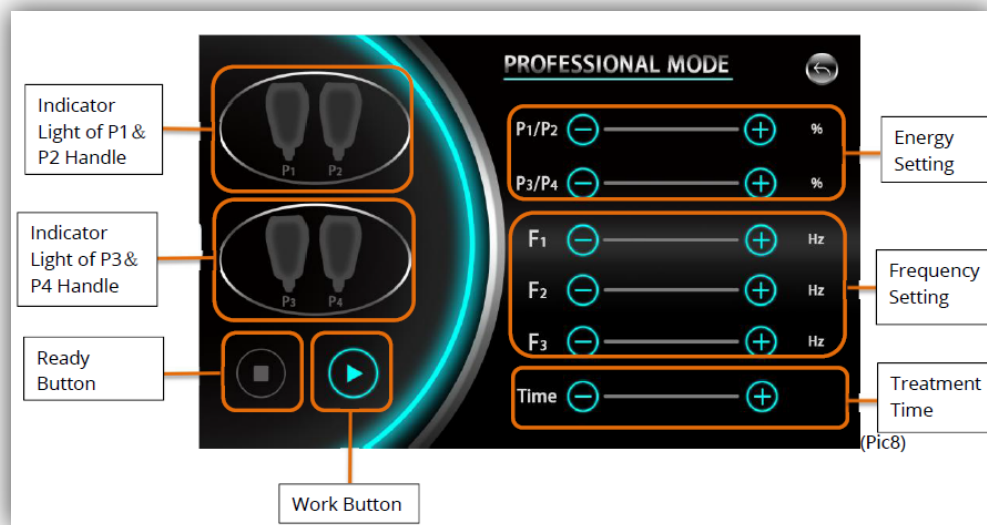 Indicator
Light of P1&
P2 Handle
Indicator
Light of P3&
P4 Handle
Ready
Button
Work Button
P1 P2
P3 P4
PROFESSIONAL MODE
P1/P2 %
P3/P4 %
F1 Hz
F2 Hz
F3 Hz
Time
Energy
Setting
Frequency
Setting
Treatment
Time
(Pic8)